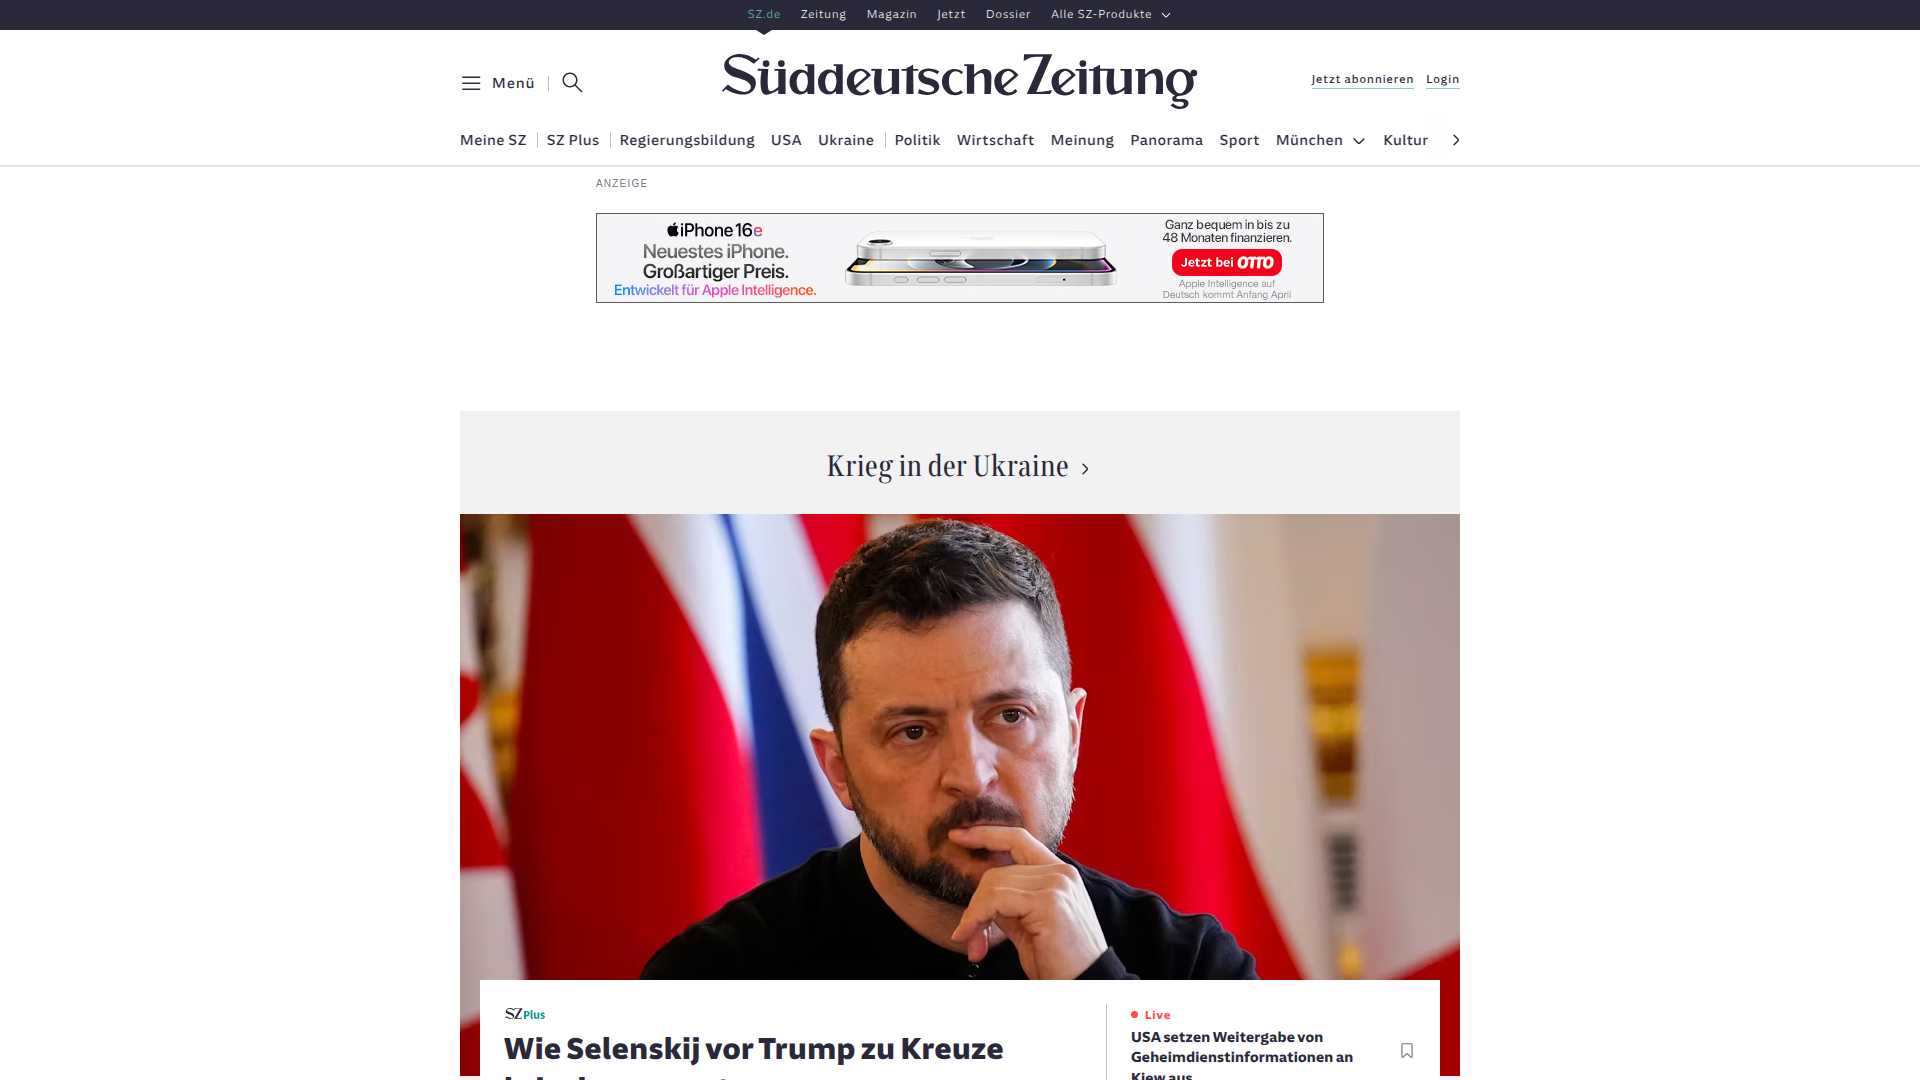 SZ.de Zeitung Magazin Jetzt Dossier Alle SZ-Produkte
Menü
Süddeutsche Zeitung
Jetzt abonnieren Login
Meine SZ SZ Plus Regierungsbildung USA Ukraine Politik Wirtschaft Meinung Panorama Sport München Kultur
ANZEIGE
iPhone 16e
Neuestes iPhone.
Großartiger Preis.
Entwickelt für Apple Intelligence.
Ganz bequem in bis zu
48 Monaten finanzieren.
Jetzt bei OTTO
Apple Intelligence auf
Deutsch kommt Anfang April
Krieg in der Ukraine
SZ Plus
Wie Selenskij vor Trump zu Kreuze
Live
USA setzen Weitergabe von
Geheimdienstinformationen an
Kiew aus